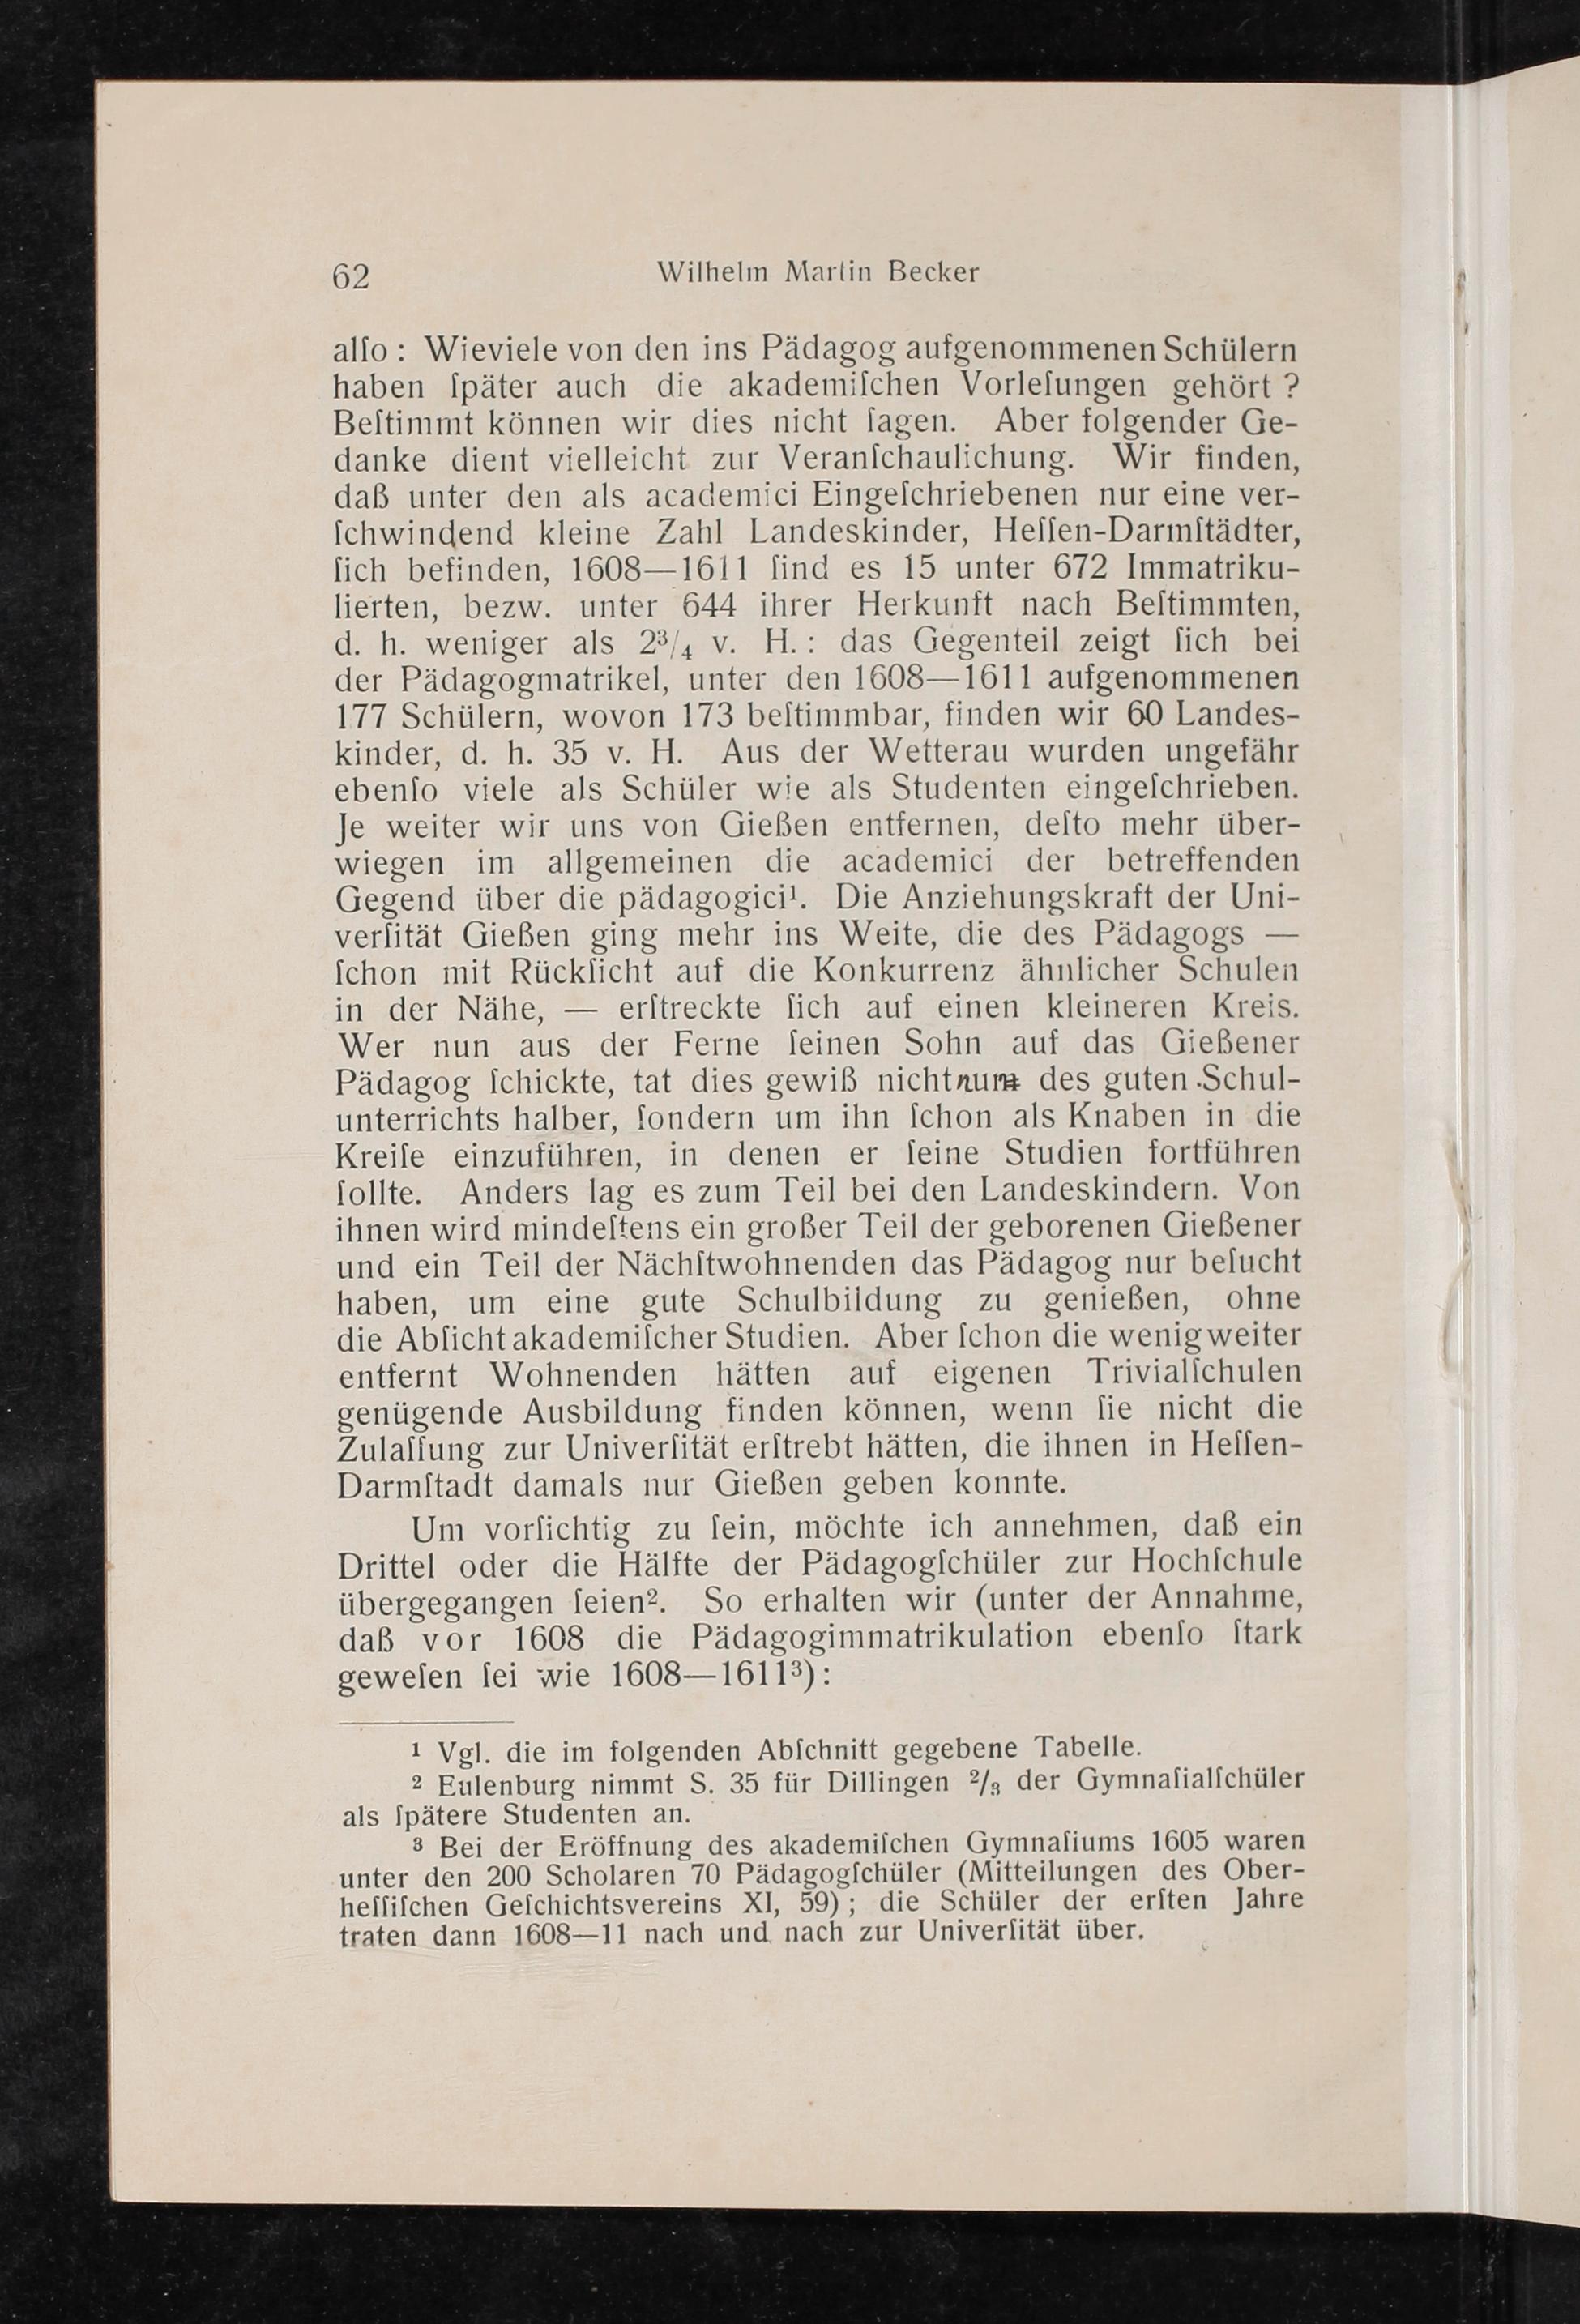 62 Wilhelm Martin Becker
alſo : Wieviele von den ins Pädagog aufgenommenen Schülern
haben ſpäter auch die akademiſchen Vorleſungen gehört ?
Beſtimmt können wir dies nicht ſagen. Aber folgender Ge-
danke dient vielleicht zur Veranſchaulichung. Wir finden,
daß unter den als academici Eingeſchriebenen nur eine ver-
ſchwindend kleine Zahl Landeskinder, Heſſen-Darmſtädter,
ſich befinden, 1608—1611 ſind es 15 unter 672 Immatriku-
lierten, bezw. unter 644 ihrer Herkunft nach Beſtimmten,
d. h. weniger als 2³/₄ v. H. : das Gegenteil zeigt ſich bei
der Pädagogmatrikel, unter den 1608—1611 aufgenommenen
177 Schülern, wovon 173 beſtimmbar, finden wir 60 Landes-
kinder, d. h. 35 v. H. Aus der Wetterau wurden ungefähr
ebenſo viele als Schüler wie als Studenten eingeſchrieben.
Je weiter wir uns von Gießen entfernen, deſto mehr über-
wiegen im allgemeinen die academici der betreffenden
Gegend über die pädagogici¹. Die Anziehungskraft der Uni-
verſität Gießen ging mehr ins Weite, die des Pädagogs —
ſchon mit Rückſicht auf die Konkurrenz ähnlicher Schulen
in der Nähe, — erſtreckte ſich auf einen kleineren Kreis.
Wer nun aus der Ferne ſeinen Sohn auf das Gießener
Pädagog ſchickte, tat dies gewiß nicht nur des guten Schul-
unterrichts halber, ſondern um ihn ſchon als Knaben in die
Kreiſe einzuführen, in denen er ſeine Studien fortführen
ſollte. Anders lag es zum Teil bei den Landeskindern. Von
ihnen wird mindeſtens ein großer Teil der geborenen Gießener
und ein Teil der Nächſtwohnenden das Pädagog nur beſucht
haben, um eine gute Schulbildung zu genießen, ohne
die Abſicht akademiſcher Studien. Aber ſchon die wenig weiter
entfernt Wohnenden hätten auf eigenen Trivialſchulen
genügende Ausbildung finden können, wenn ſie nicht die
Zulaſſung zur Univerſität erſtrebt hätten, die ihnen in Heſſen-
Darmſtadt damals nur Gießen geben konnte.
Um vorſichtig zu ſein, möchte ich annehmen, daß ein
Drittel oder die Hälfte der Pädagogſchüler zur Hochſchule
übergegangen ſeien². So erhalten wir (unter der Annahme,
daß vor 1608 die Pädagogimmatrikulation ebenſo ſtark
geweſen ſei wie 1608—1611³) :
¹ Vgl. die im folgenden Abſchnitt gegebene Tabelle.
² Eulenburg nimmt S. 35 für Dillingen ²/₃ der Gymnaſialſchüler
als ſpätere Studenten an.
³ Bei der Eröffnung des akademiſchen Gymnaſiums 1605 waren
unter den 200 Scholaren 70 Pädagogſchüler (Mitteilungen des Ober-
heſſiſchen Geſchichtsvereins XI, 59) ; die Schüler der erſten Jahre
traten dann 1608—11 nach und nach zur Univerſität über.